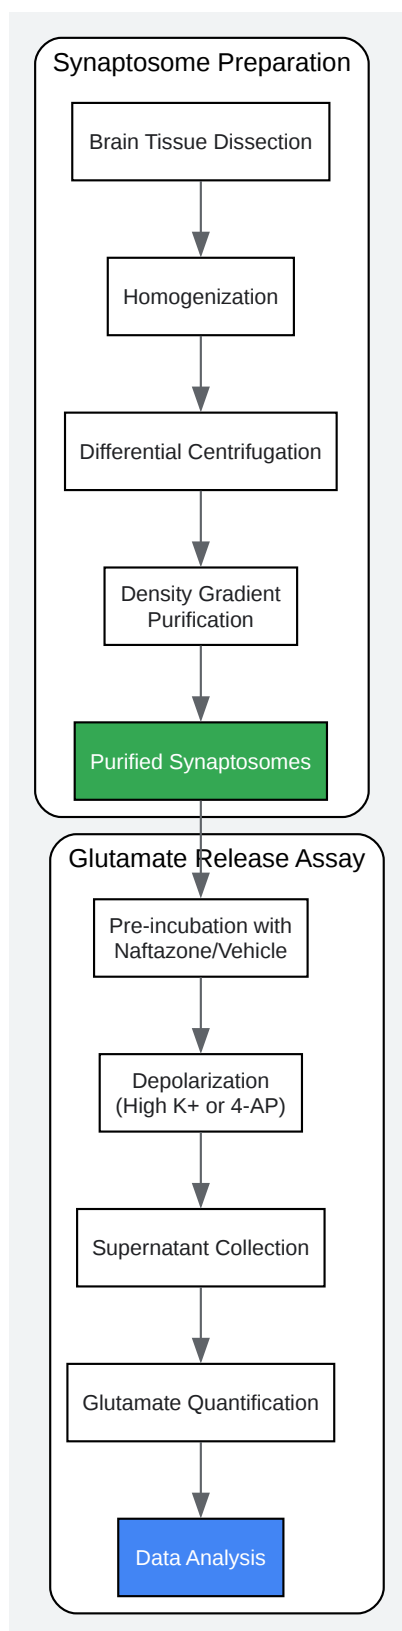 Synaptosome Preparation
Brain Tissue Dissection
Homogenization
Differential Centrifugation
Density Gradient
Purification
Purified Synaptosomes
Glutamate Release Assay
Pre-incubation with
Naftazone/Vehicle
Depolarization
(High K+ or 4-AP)
Supernatant Collection
Glutamate Quantification
Data Analysis